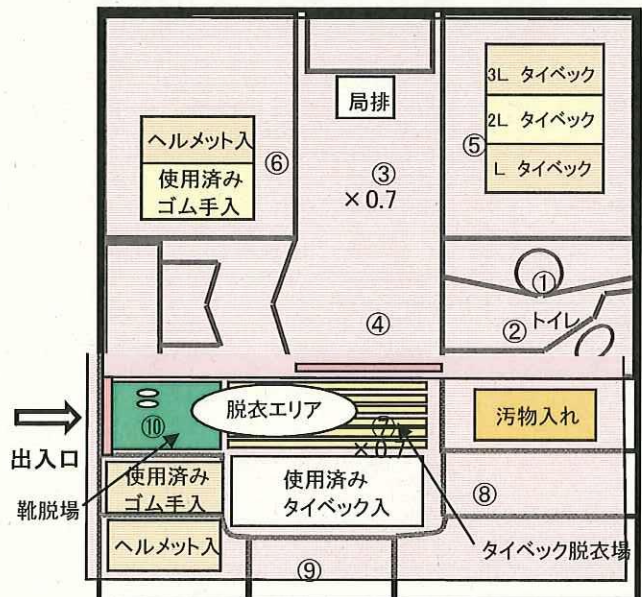 局排
3L タイベック
2L タイベック
L タイベック
⑤
ヘルメット入
⑥
使用済み
ゴム手入
③
×0.7
①
②
トイレ
④
出入口
⑩
脱衣エリア
⑦
×0.7
汚物入れ
靴脱場
使用済み
ゴム手入
使用済み
タイベック入
⑧
ヘルメット入
⑨
タイベック脱衣場